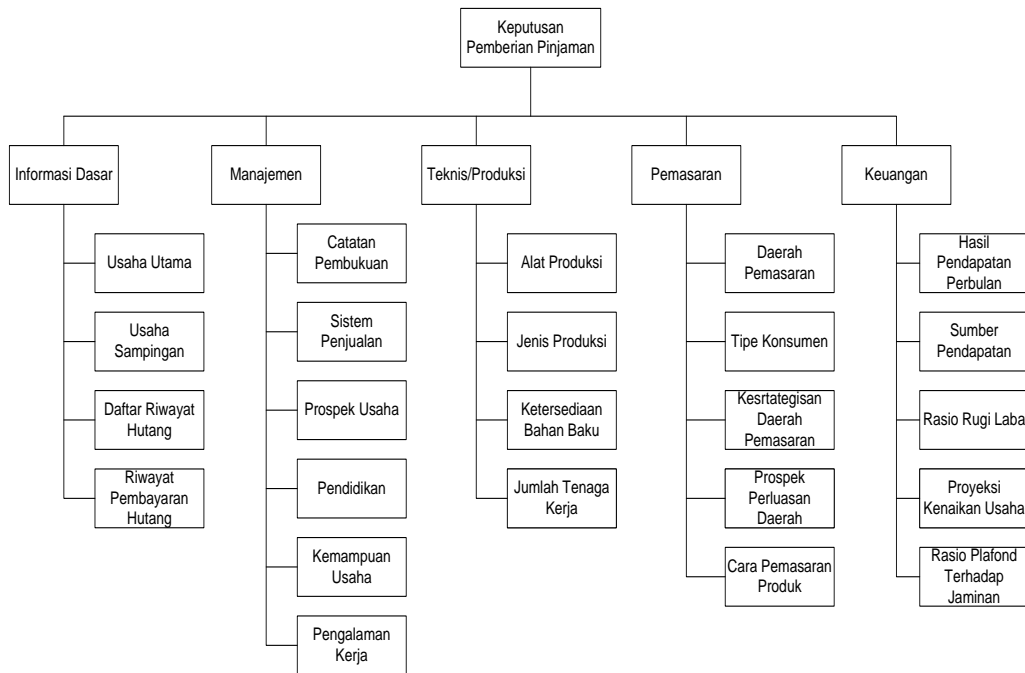 Keputusan
Pemberian Pinjaman
Informasi Dasar
Manajemen
Teknis/Produksi
Pemasaran
Keuangan
Usaha Utama
Usaha
Sampingan
Daftar Riwayat
Hutang
Riwayat
Pembayaran
Hutang
Catatan
Pembukuan
Sistem
Penjualan
Prospek Usaha
Pendidikan
Kemampuan
Usaha
Pengalaman
Kerja
Alat Produksi
Jenis Produksi
Ketersediaan
Bahan Baku
Jumlah Tenaga
Kerja
Daerah
Pemasaran
Tipe Konsumen
Kesrtategisan
Daerah
Pemasaran
Prospek
Perluasan
Daerah
Cara Pemasaran
Produk
Hasil
Pendapatan
Perbulan
Sumber
Pendapatan
Rasio Rugi Laba
Proyeksi
Kenaikan Usaha
Rasio Plafond
Terhadap
Jaminan